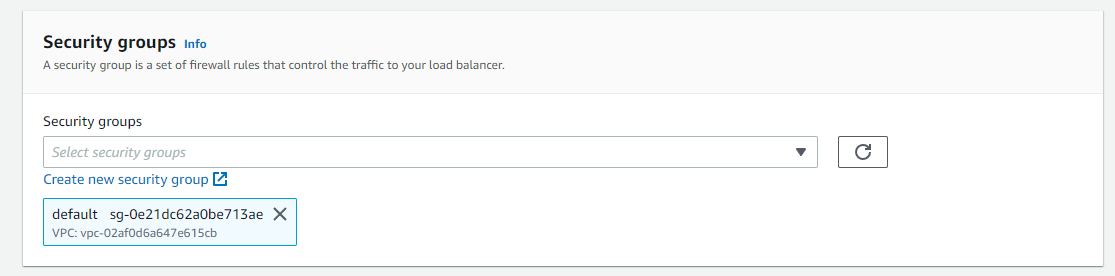 Security groups Info
A security group is a set of firewall rules that control the traffic to your load balancer.
Security groups
Select security groups
Create new security group
default sg-0e21dc62a0be713ae
VPC: vpc-02af0d6a647e615cb